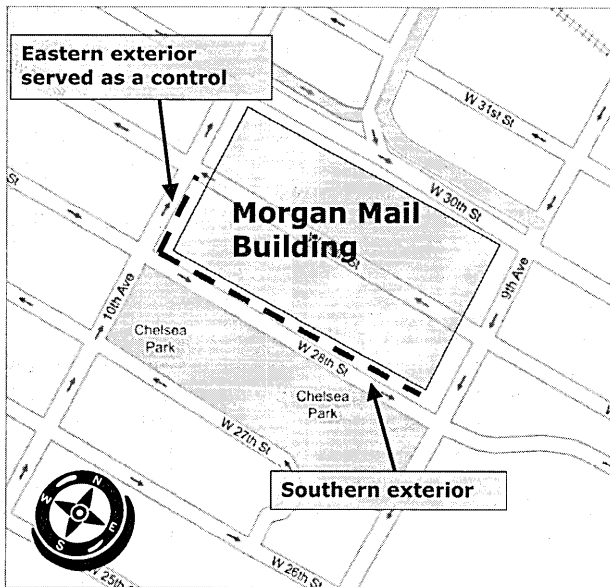 Eastern exterior
served as a control
W 31st St
St
W 30th St
Morgan Mail
Building
9th Ave
10th Ave
Chelsea
Park
W 28th St
Chelsea
Park
W 27th St
Southern exterior
N
W
E
S
W 26th St
W 25th St